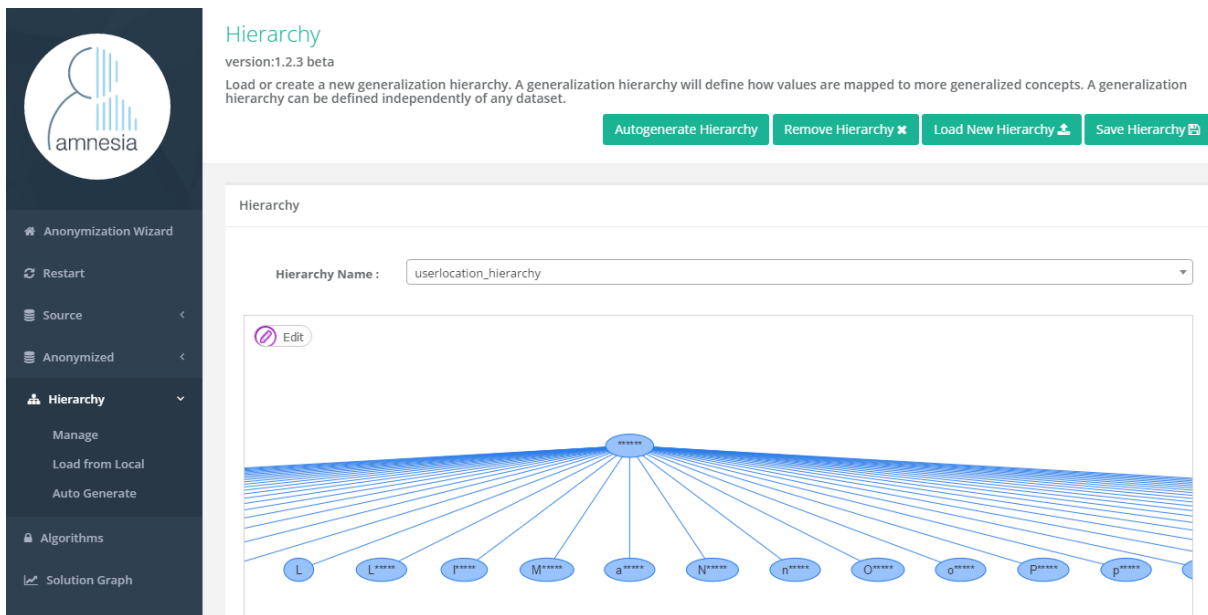 amnesia
Anonymization Wizard
Restart
Source
Anonymized
Hierarchy
Manage
Load from Local
Auto Generate
Algorithms
Solution Graph
Hierarchy
version:1.2.3 beta
Load or create a new generalization hierarchy. A generalization hierarchy will define how values are mapped to more generalized concepts. A generalization
hierarchy can be defined independently of any dataset.
Autogenerate Hierarchy Remove Hierarchy Load New Hierarchy Save Hierarchy
Hierarchy
Hierarchy Name : userlocation_hierarchy
Edit
******
L L***** l***** M***** a***** N***** n***** O***** o***** P***** p*****